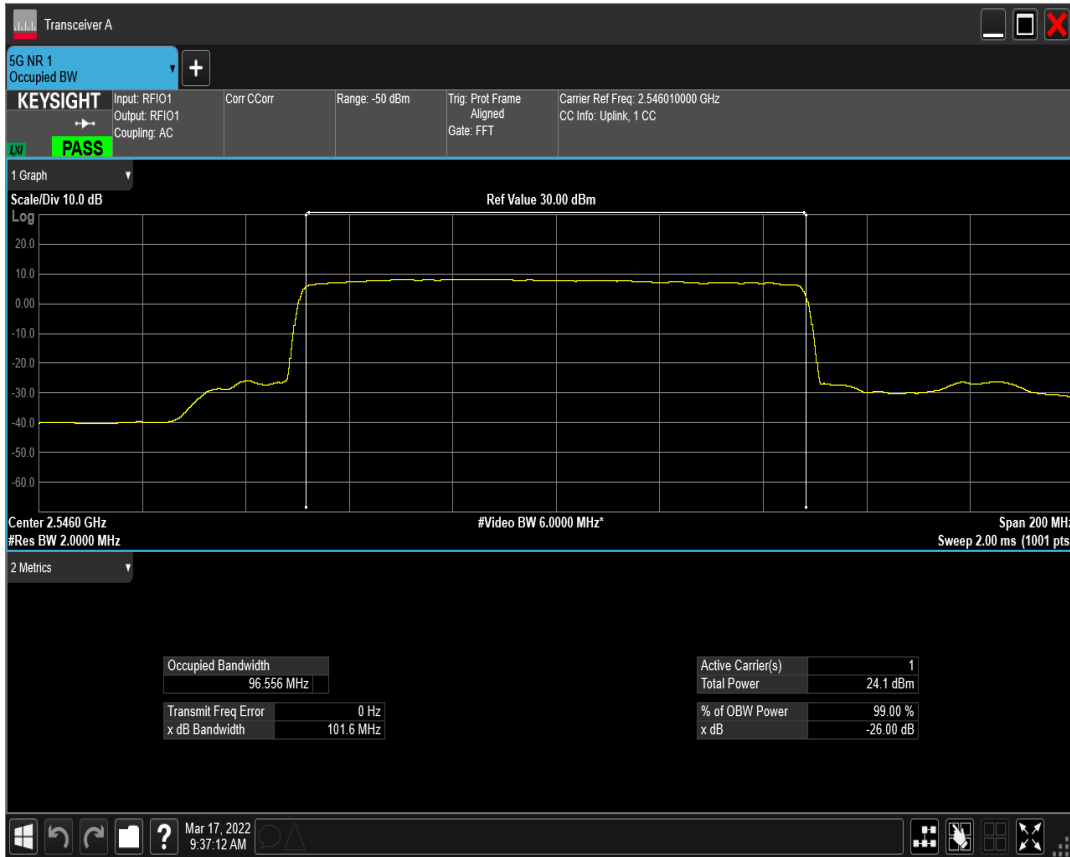 Transceiver A
5G NR 1
Occupied BW
KEYSIGHT
LXI
PASS
Input: RFIO1
Output: RFIO1
Coupling: AC
Corr CCorr
Range: -50 dBm
Trig: Prot Frame
Aligned
Gate: FFT
Carrier Ref Freq: 2.546010000 GHz
CC Info: Uplink, 1 CC
1 Graph
Scale/Div 10.0 dB
Ref Value 30.00 dBm
Log
20.0
10.0
0.00
-10.0
-20.0
-30.0
-40.0
-50.0
-60.0
Center 2.5460 GHz
#Video BW 6.0000 MHz*
Span 200 MHz
#Res BW 2.0000 MHz
Sweep 2.00 ms (1001 pts
2 Metrics
Occupied Bandwidth
96.556 MHz
Transmit Freq Error 0 Hz
x dB Bandwidth 101.6 MHz
Active Carrier(s) 1
Total Power 24.1 dBm
% of OBW Power 99.00 %
x dB -26.00 dB
?
Mar 17, 2022
9:37:12 AM